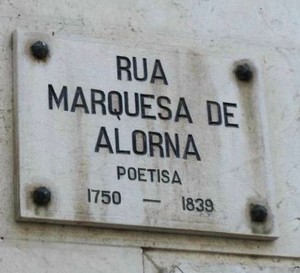 RUA
MARQUESA DE
ALORNA
POETISA
1750 — 1839